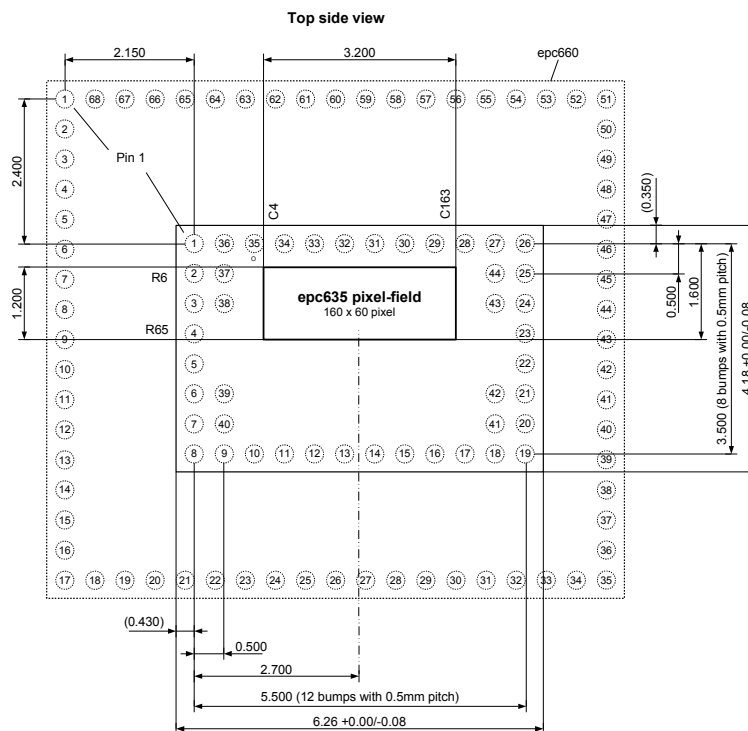 Top side view
2.150
3.200
epc660
1 68 67 66 65 64 63 62 61 60 59 58 57 56 55 54 53 52 51
2 50
3 49
Pin 1
2.400
4 48
C4
C163
(0.350)
5 47
1 36 35 34 33 32 31 30 29 28 27 26
6 46
R6
2 37 44 25
7 45
1.200
epc635 pixel-field
160 x 60 pixel
0.500
1.600
3 38 43 24
8 44
R65
4 23
9 43
5 22
10 42
6 39 42 21
11 41
7 40 41 20
12 40
8 9 10 11 12 13 14 15 16 17 18 19
13 39
3.500 (8 bumps with 0.5mm pitch)
4.18 +0.00/-0.08
14 38
15 37
16 36
17 18 19 20 21 22 23 24 25 26 27 28 29 30 31 32 33 34 35
(0.430)
0.500
2.700
5.500 (12 bumps with 0.5mm pitch)
6.26 +0.00/-0.08